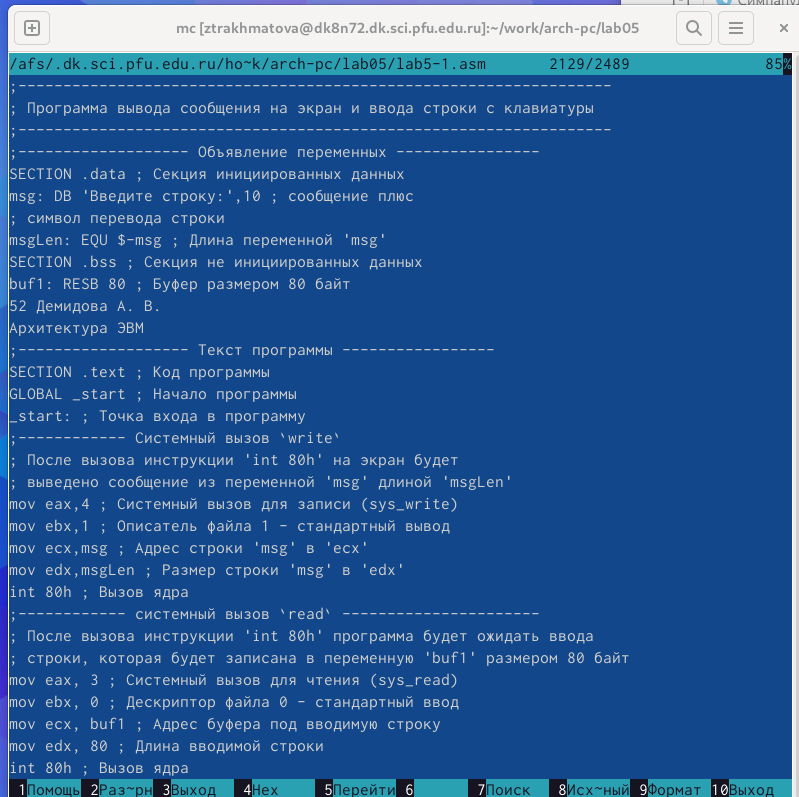 Симпапул
mc [ztrakhmatova@dk8n72.dk.sci.pfu.edu.ru]:~/work/arch-pc/lab05
/afs/.dk.sci.pfu.edu.ru/ho~k/arch-pc/lab05/lab5-1.asm 2129/2489 85%
;------------------------------------------------------------------
; Программа вывода сообщения на экран и ввода строки с клавиатуры
;------------------------------------------------------------------
;------------------- Объявление переменных ----------------
SECTION .data ; Секция инициированных данных
msg: DB 'Введите строку:',10 ; сообщение плюс
; символ перевода строки
msgLen: EQU $-msg ; Длина переменной 'msg'
SECTION .bss ; Секция не инициированных данных
buf1: RESB 80 ; Буфер размером 80 байт
52 Демидова А. В.
Архитектура ЭВМ
;------------------- Текст программы -----------------
SECTION .text ; Код программы
GLOBAL _start ; Начало программы
_start: ; Точка входа в программу
;------------ Системный вызов `write`
; После вызова инструкции 'int 80h' на экран будет
; выведено сообщение из переменной 'msg' длиной 'msgLen'
mov eax,4 ; Системный вызов для записи (sys_write)
mov ebx,1 ; Описатель файла 1 - стандартный вывод
mov ecx,msg ; Адрес строки 'msg' в 'ecx'
mov edx,msgLen ; Размер строки 'msg' в 'edx'
int 80h ; Вызов ядра
;------------ системный вызов `read` ----------------------
; После вызова инструкции 'int 80h' программа будет ожидать ввода
; строки, которая будет записана в переменную 'buf1' размером 80 байт
mov eax, 3 ; Системный вызов для чтения (sys_read)
mov ebx, 0 ; Дескриптор файла 0 - стандартный ввод
mov ecx, buf1 ; Адрес буфера под вводимую строку
mov edx, 80 ; Длина вводимой строки
int 80h ; Вызов ядра
1Помощь 2Раз~рн 3Выход 4Hex 5Перейти 6 7Поиск 8Исх~ный 9Формат 10Выход